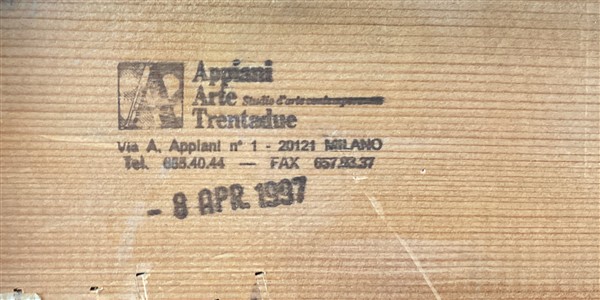 Appiani
Arte Studio d'arte contemporanea
Trentadue
Via A. Appiani n° 1 - 20121 MILANO
Tel. 655.40.44 — FAX 657.93.37
- 8 APR. 1997